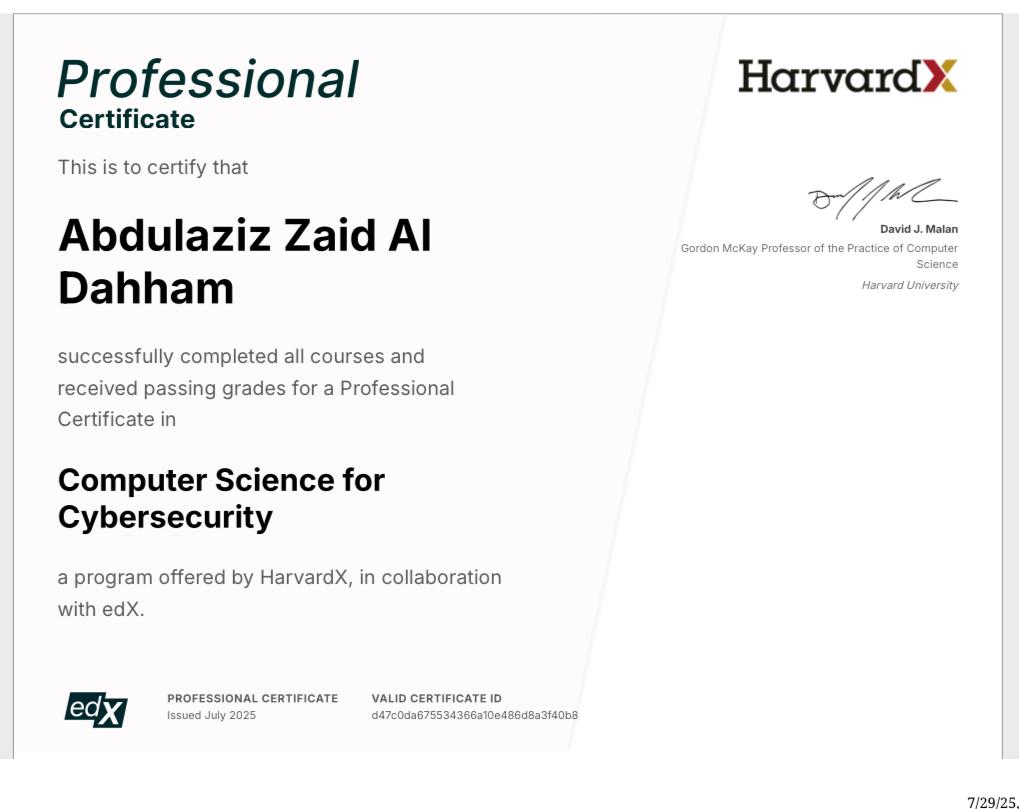 Professional
Certificate
HarvardX
This is to certify that
Abdulaziz Zaid Al
Dahham
David J. Malan
Gordon McKay Professor of the Practice of Computer
Science
Harvard University
successfully completed all courses and
received passing grades for a Professional
Certificate in
Computer Science for
Cybersecurity
a program offered by HarvardX, in collaboration
with edX.
edX
PROFESSIONAL CERTIFICATE
Issued July 2025
VALID CERTIFICATE ID
d47c0da675534366a10e486d8a3f40b8
7/29/25,